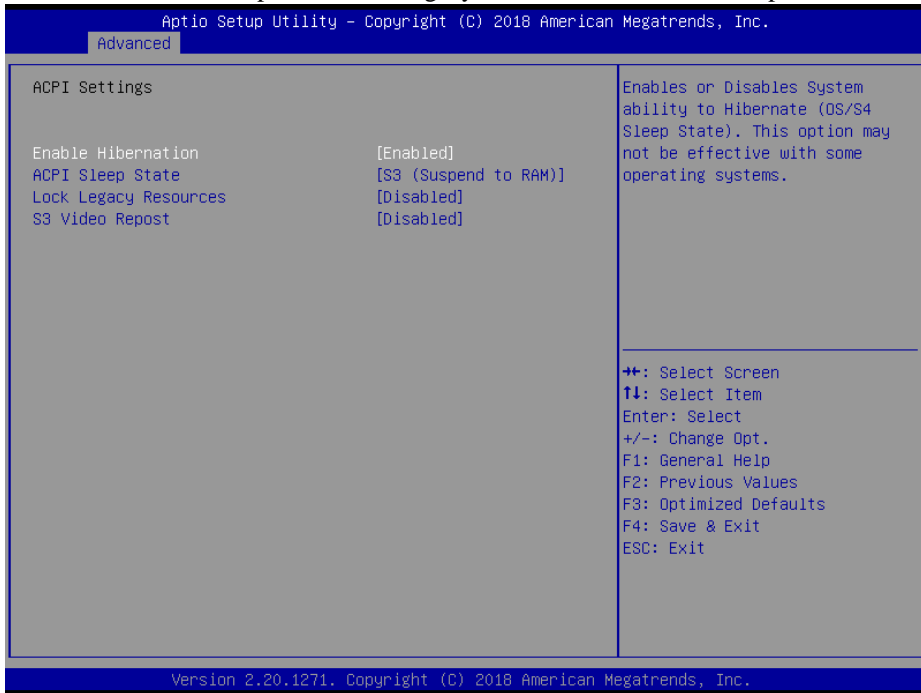 Aptio Setup Utility – Copyright (C) 2018 American Megatrends, Inc.
Advanced
ACPI Settings
Enable Hibernation [Enabled]
ACPI Sleep State [S3 (Suspend to RAM)]
Lock Legacy Resources [Disabled]
S3 Video Repost [Disabled]
Enables or Disables System
ability to Hibernate (OS/S4
Sleep State). This option may
not be effective with some
operating systems.
→←: Select Screen
↑↓: Select Item
Enter: Select
+/-: Change Opt.
F1: General Help
F2: Previous Values
F3: Optimized Defaults
F4: Save & Exit
ESC: Exit
Version 2.20.1271. Copyright (C) 2018 American Megatrends, Inc.